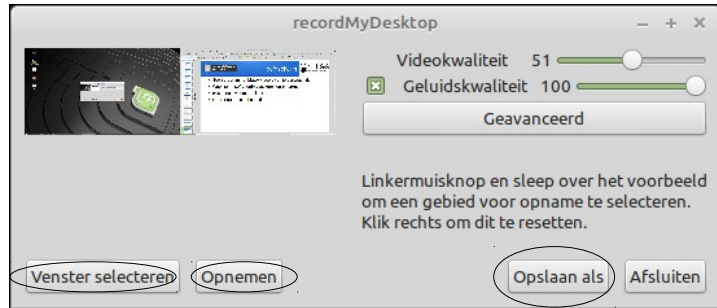 recordMyDesktop
Videokwaliteit 51
Geluidskwaliteit 100
Geavanceerd
Linkermuisknop en sleep over het voorbeeld
om een gebied voor opname te selecteren.
Klik rechts om dit te resetten.
Venster selecteren Opnemen Opslaan als Afsluiten